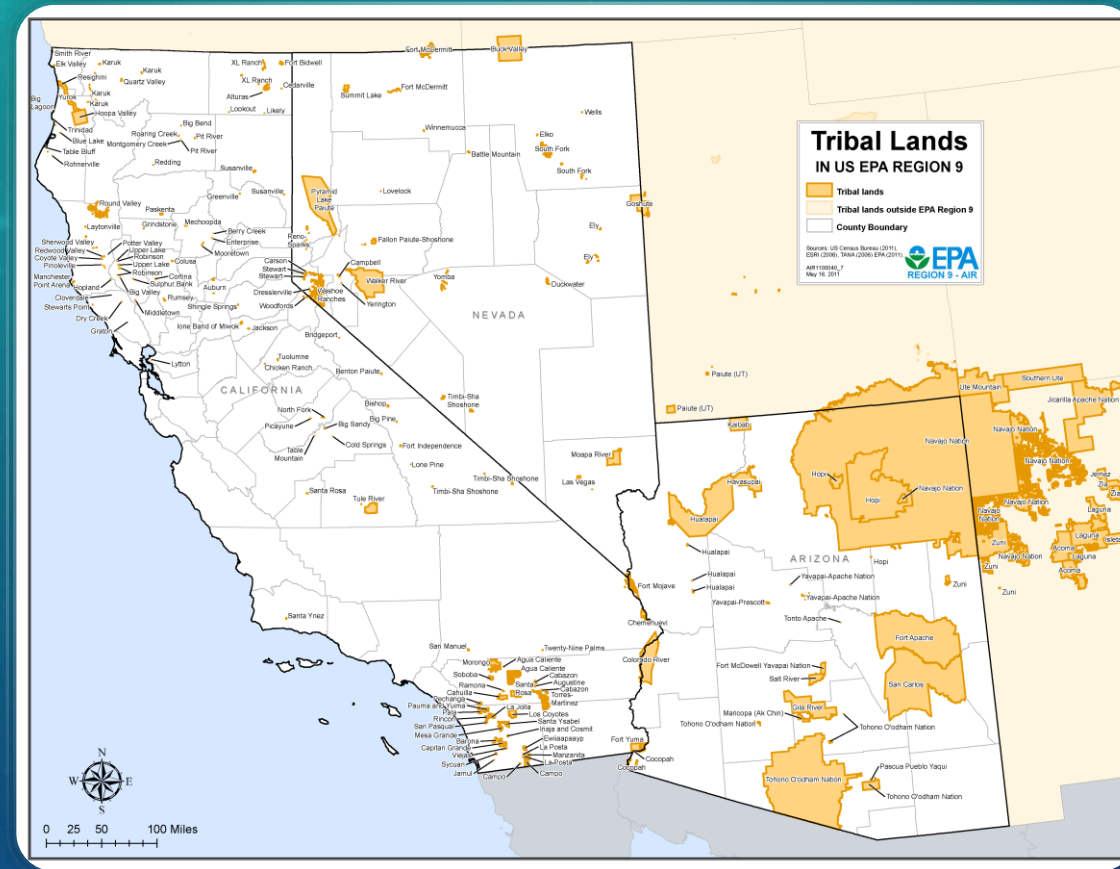 Tribal Lands
IN US EPA REGION 9
Tribal lands
Tribal lands outside EPA Region 9
County Boundary
Sources: US Census Bureau (2011),
ESRI (2006), TANA (2006) EPA (2011).
AIR1100040_7
May 16, 2011
EPA
REGION 9 - AIR
Smith River
Elk Valley
Karuk
Resighini
Karuk
Quartz Valley
Yurok
Karuk
Karuk
Big
Lagoon
Hoopa Valley
Trinidad
Blue Lake
Table Bluff
Rohnerville
XL Ranch
Fort Bidwell
XL Ranch
Cedarville
Alturas
Lookout
Likely
Big Bend
Roaring Creek
Pit River
Montgomery Creek
Pit River
Redding
Susanville
Susanville
Greenville
Round Valley
Paskenta
Laytonville
Grindstone
Mechoopda
Berry Creek
Enterprise
Mooretown
Sherwood Valley
Potter Valley
Redwood Valley
Upper Lake
Coyote Valley
Robinson
Pinoleville
Upper Lake
Colusa
Manchester
Robinson
Cortina
Point Arena
Hopland
Sulphur Bank
Auburn
Cloverdale
Big Valley
Rumsey
Stewarts Point
Shingle Springs
Middletown
Dry Creek
Ione Band of Miwok
Jackson
Graton
Lytton
Tuolumne
Chicken Ranch
CALIFORNIA
North Fork
Picayune
Big Sandy
Table
Mountain
Cold Springs
Bridgeport
Benton Paiute
Bishop
Big Pine
Fort Independence
Lone Pine
Timbi-Sha Shoneone
Timbi-Sha Shoshone
Santa Rosa
Tule River
Santa Ynez
Fort McDermitt
Duck Valley
Summit Lake
Fort McDermitt
Winnemucca
Wells
Elko
South Fork
Battle Mountain
South Fork
Pyramid
Lake
Paiute
Lovelock
Goshute
Reno-
Sparks
Fallon Paiute-Shoshone
Ely
Ely
Carson
Stewart
Stewart
Campbell
Walker River
Yomba
Duckwater
Dresslerville
Washoe
Ranches
Woodfords
Yerington
NEVADA
Timbi-Sha
Shoshone
Moapa River
Las Vegas
Paiute (UT)
Paiute (UT)
Kaibab
Ute Mountain
Southern Ute
Jicarilla Apache Nation
Navajo Nation
Navajo Nation
Navajo Nation
Hopi
Hopi
Navajo Nation
Navajo Nation
Navajo
Nation
Jemez
Zia
Zia
Laguna
Laguna
Isleta
Acoma
Laguna
Acoma
Zuni
Navajo Nation
Zuni
Zuni
Havasupai
Hualapai
Hualapai
Hualapai
Hualapai
ARIZONA
Hopi
Zuni
Yavapai-Apache Nation
Yavapai-Prescott
Yavapai-Apache Nation
Tonto Apache
Fort Mojave
Chemehuevi
Colorado River
Fort Apache
San Carlos
Fort McDowell Yavapai Nation
Salt River
Gila River
Maricopa (Ak Chin)
Tohono O'odham Nation
Tohono O'odham Nation
Tohono O'odham Nation
Pascua Pueblo Yaqui
Tohono O'odham Nation
Fort Yuma
Cocopah
Cocopah
San Manuel
Twenty-Nine Palms
Morongo
Agua Caliente
Agua Caliente
Soboba
Cabazon
Ramona
Santa
Rosa
Augustine
Cahuilla
Cabazon
Pechanga
Torres-
Martinez
Pauma and Yuima
La Jolla
Pala
Los Coyotes
Rincon
Santa Ysabel
San Pasqual
Inaja and Cosmit
Mesa Grande
Ewiiaapaayp
Barona
La Posta
Capitan Grande
Manzanita
Viejas
La Posta
Sycuan
Campo
Jamul
Campo
N
W
E
S
0 25 50 100 Miles